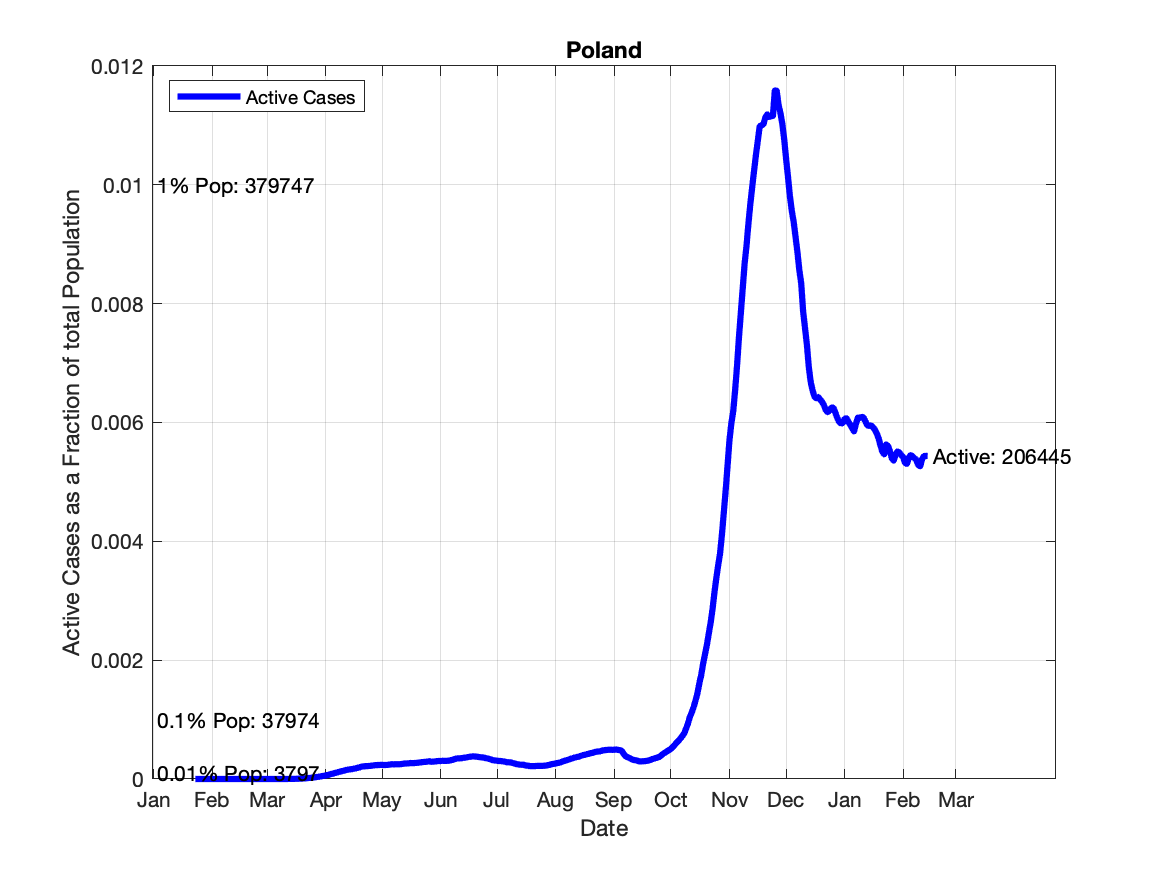 Poland
Active Cases
0.012
0.01
0.008
0.006
0.004
0.002
0
Active Cases as a Fraction of total Population
1% Pop: 379747
0.1% Pop: 37974
0.01% Pop: 3797
Active: 206445
Jan Feb Mar Apr May Jun Jul Aug Sep Oct Nov Dec Jan Feb Mar
Date